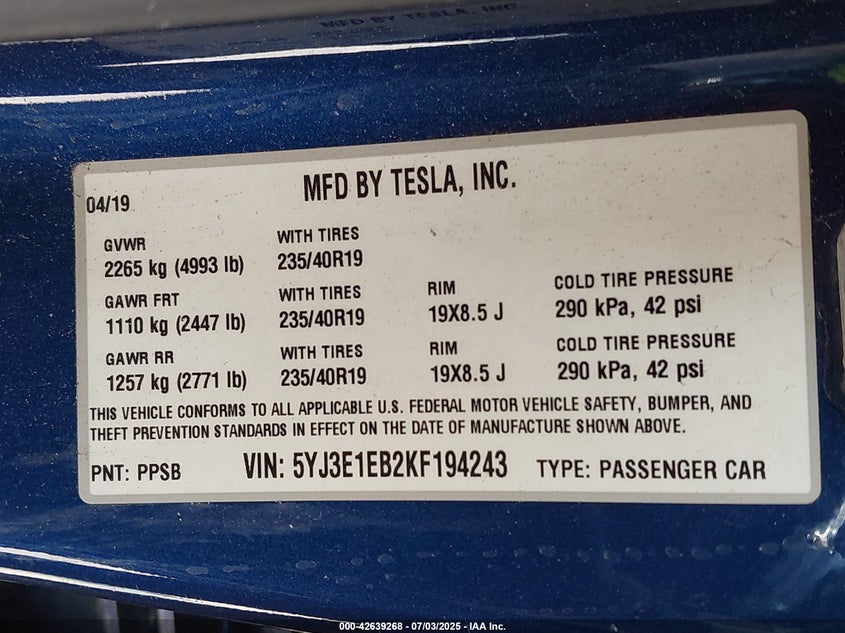 MFD BY TESLA, INC.
04/19
MFD BY TESLA, INC.
GVWR WITH TIRES
2265 kg (4993 lb) 235/40R19
GAWR FRT WITH TIRES RIM COLD TIRE PRESSURE
1110 kg (2447 lb) 235/40R19 19X8.5 J 290 kPa, 42 psi
GAWR RR WITH TIRES RIM COLD TIRE PRESSURE
1257 kg (2771 lb) 235/40R19 19X8.5 J 290 kPa, 42 psi
THIS VEHICLE CONFORMS TO ALL APPLICABLE U.S. FEDERAL MOTOR VEHICLE SAFETY, BUMPER, AND
THEFT PREVENTION STANDARDS IN EFFECT ON THE DATE OF MANUFACTURE SHOWN ABOVE.
PNT: PPSB VIN: 5YJ3E1EB2KF194243 TYPE: PASSENGER CAR
000-42639268 - 07/03/2025 - IAA Inc.